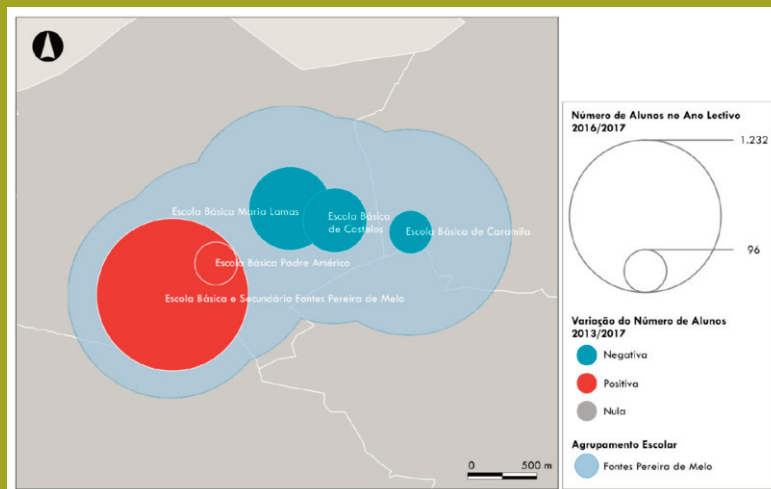 Escola Básica Maria Lamas
Escola Básica
de Costelos
Escola Básica de Caramila
Escola Básica Padre Américo
Escola Básica e Secundária Fontes Pereira de Melo
0 500 m
Número de Alunos no Ano Lectivo
2016/2017
1.232
96
Variação do Número de Alunos
2013/2017
Negativa
Positiva
Nula
Agrupamento Escolar
Fontes Pereira de Melo